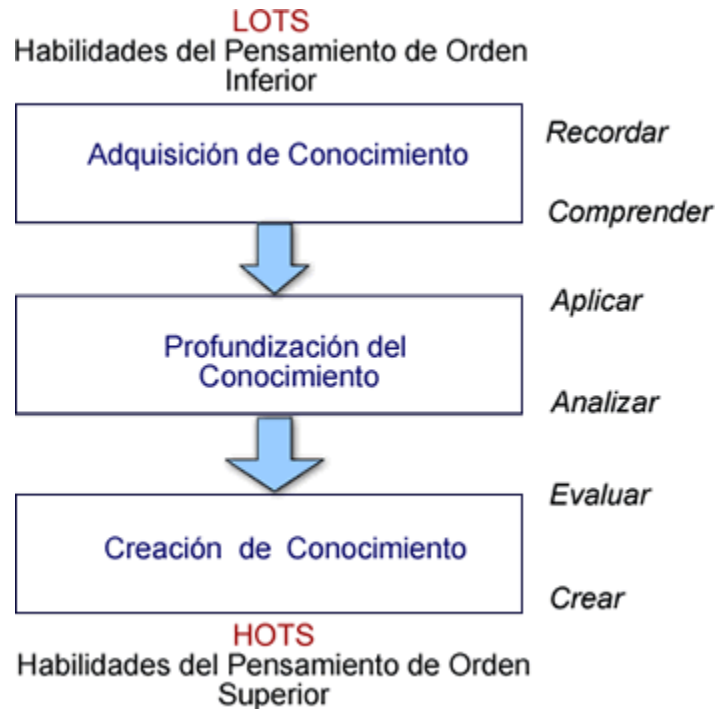 LOTS
Habilidades del Pensamiento de Orden
Inferior
Adquisición de Conocimiento
Recordar
Comprender
Profundización del
Conocimiento
Aplicar
Analizar
Creación de Conocimiento
Evaluar
Crear
HOTS
Habilidades del Pensamiento de Orden
Superior